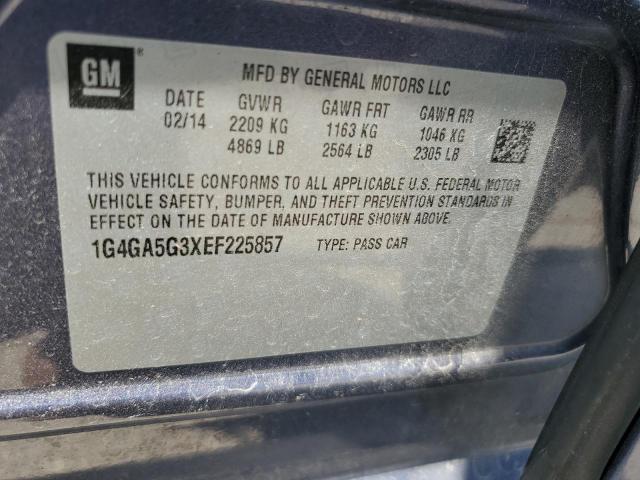 GM ®
MFD BY GENERAL MOTORS LLC
DATE GVWR GAWR FRT GAWR RR
02/14 2209 KG 1163 KG 1046 KG
4869 LB 2564 LB 2305 LB
THIS VEHICLE CONFORMS TO ALL APPLICABLE U.S. FEDERAL MOTOR
VEHICLE SAFETY, BUMPER, AND THEFT PREVENTION STANDARDS IN
EFFECT ON THE DATE OF MANUFACTURE SHOWN ABOVE.
1G4GA5G3XEF225857 TYPE: PASS CAR